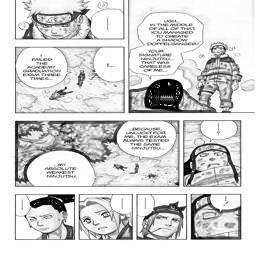 UGH...
IN THE MIDDLE
OF ALL OF THAT,
YOU MANAGED
TO CREATE
A SHADOW
DOPPELGANGER?
YOUR
SIGNATURE
NINJUTSU...
THAT WAS
CARELESS
OF ME...
I...
I FAILED
THE
ACADEMY
GRADUATION
EXAM THREE
TIMES...
...BECAUSE,
UNLUCKY FOR
ME, THE EXAM
ALWAYS TESTED
THE SAME
NINJUTSU...
...MY
ABSOLUTE
WEAKEST
NINJUTSU.